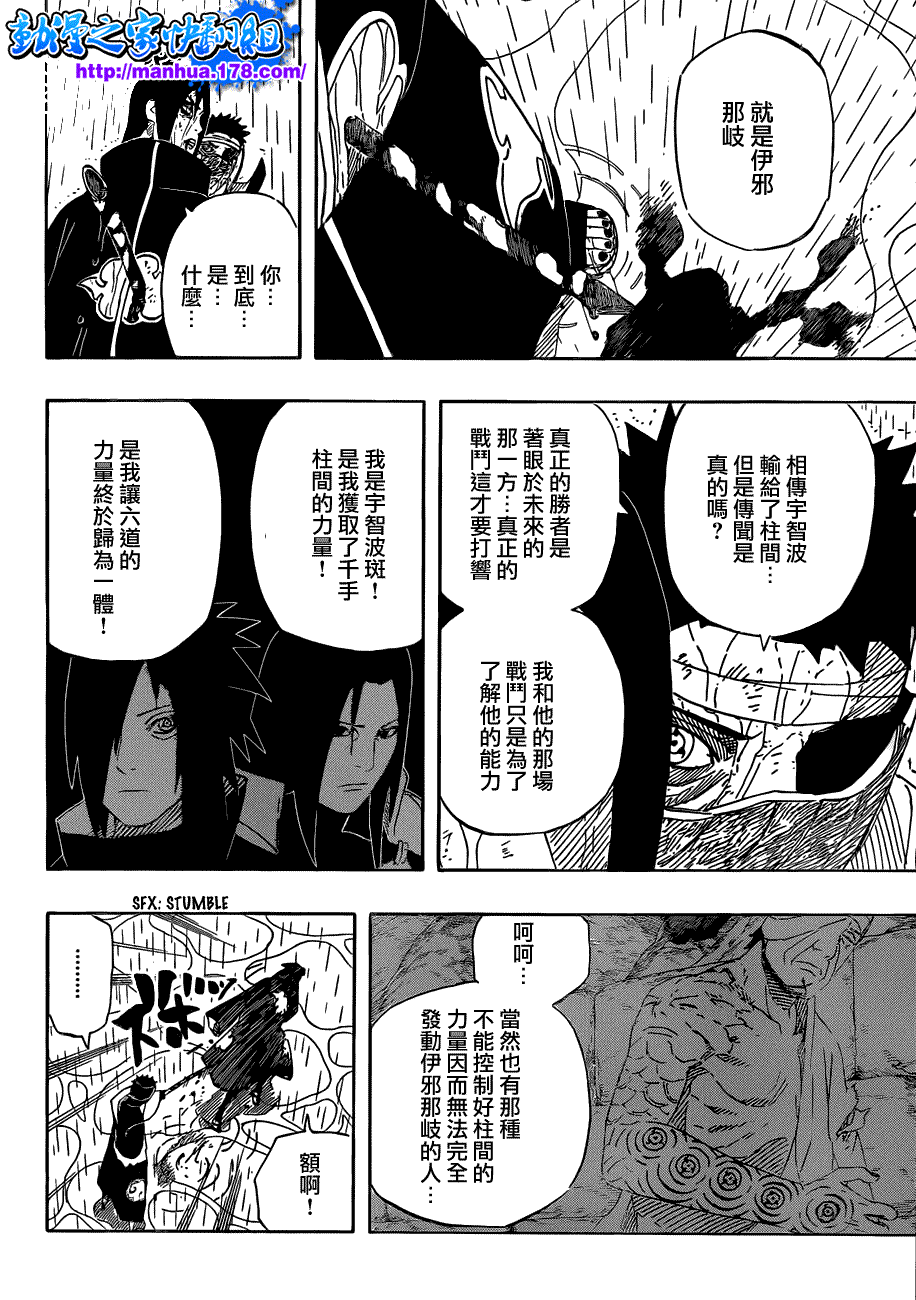 動漫之家快翻組
http://manhua.178.com/
就是伊邪
那岐
你…
到底…
是…
什麼…
相傳宇智波
輸給了柱間…
但是傳聞是
真的嗎?
真正的勝者是
著眼於未來的
那一方…真正的
戰鬥這才要打響
我和他的那場
戰鬥只是為了
了解他的能力
我是宇智波斑!
是我獲取了千手
柱間的力量!
是我讓六道的
力量終於歸為一體!
呵呵…
當然也有那種
不能控制好柱間的
力量因而無法完全
發動伊邪那岐的人…
SFX: STUMBLE
ズボッ
額啊!
………